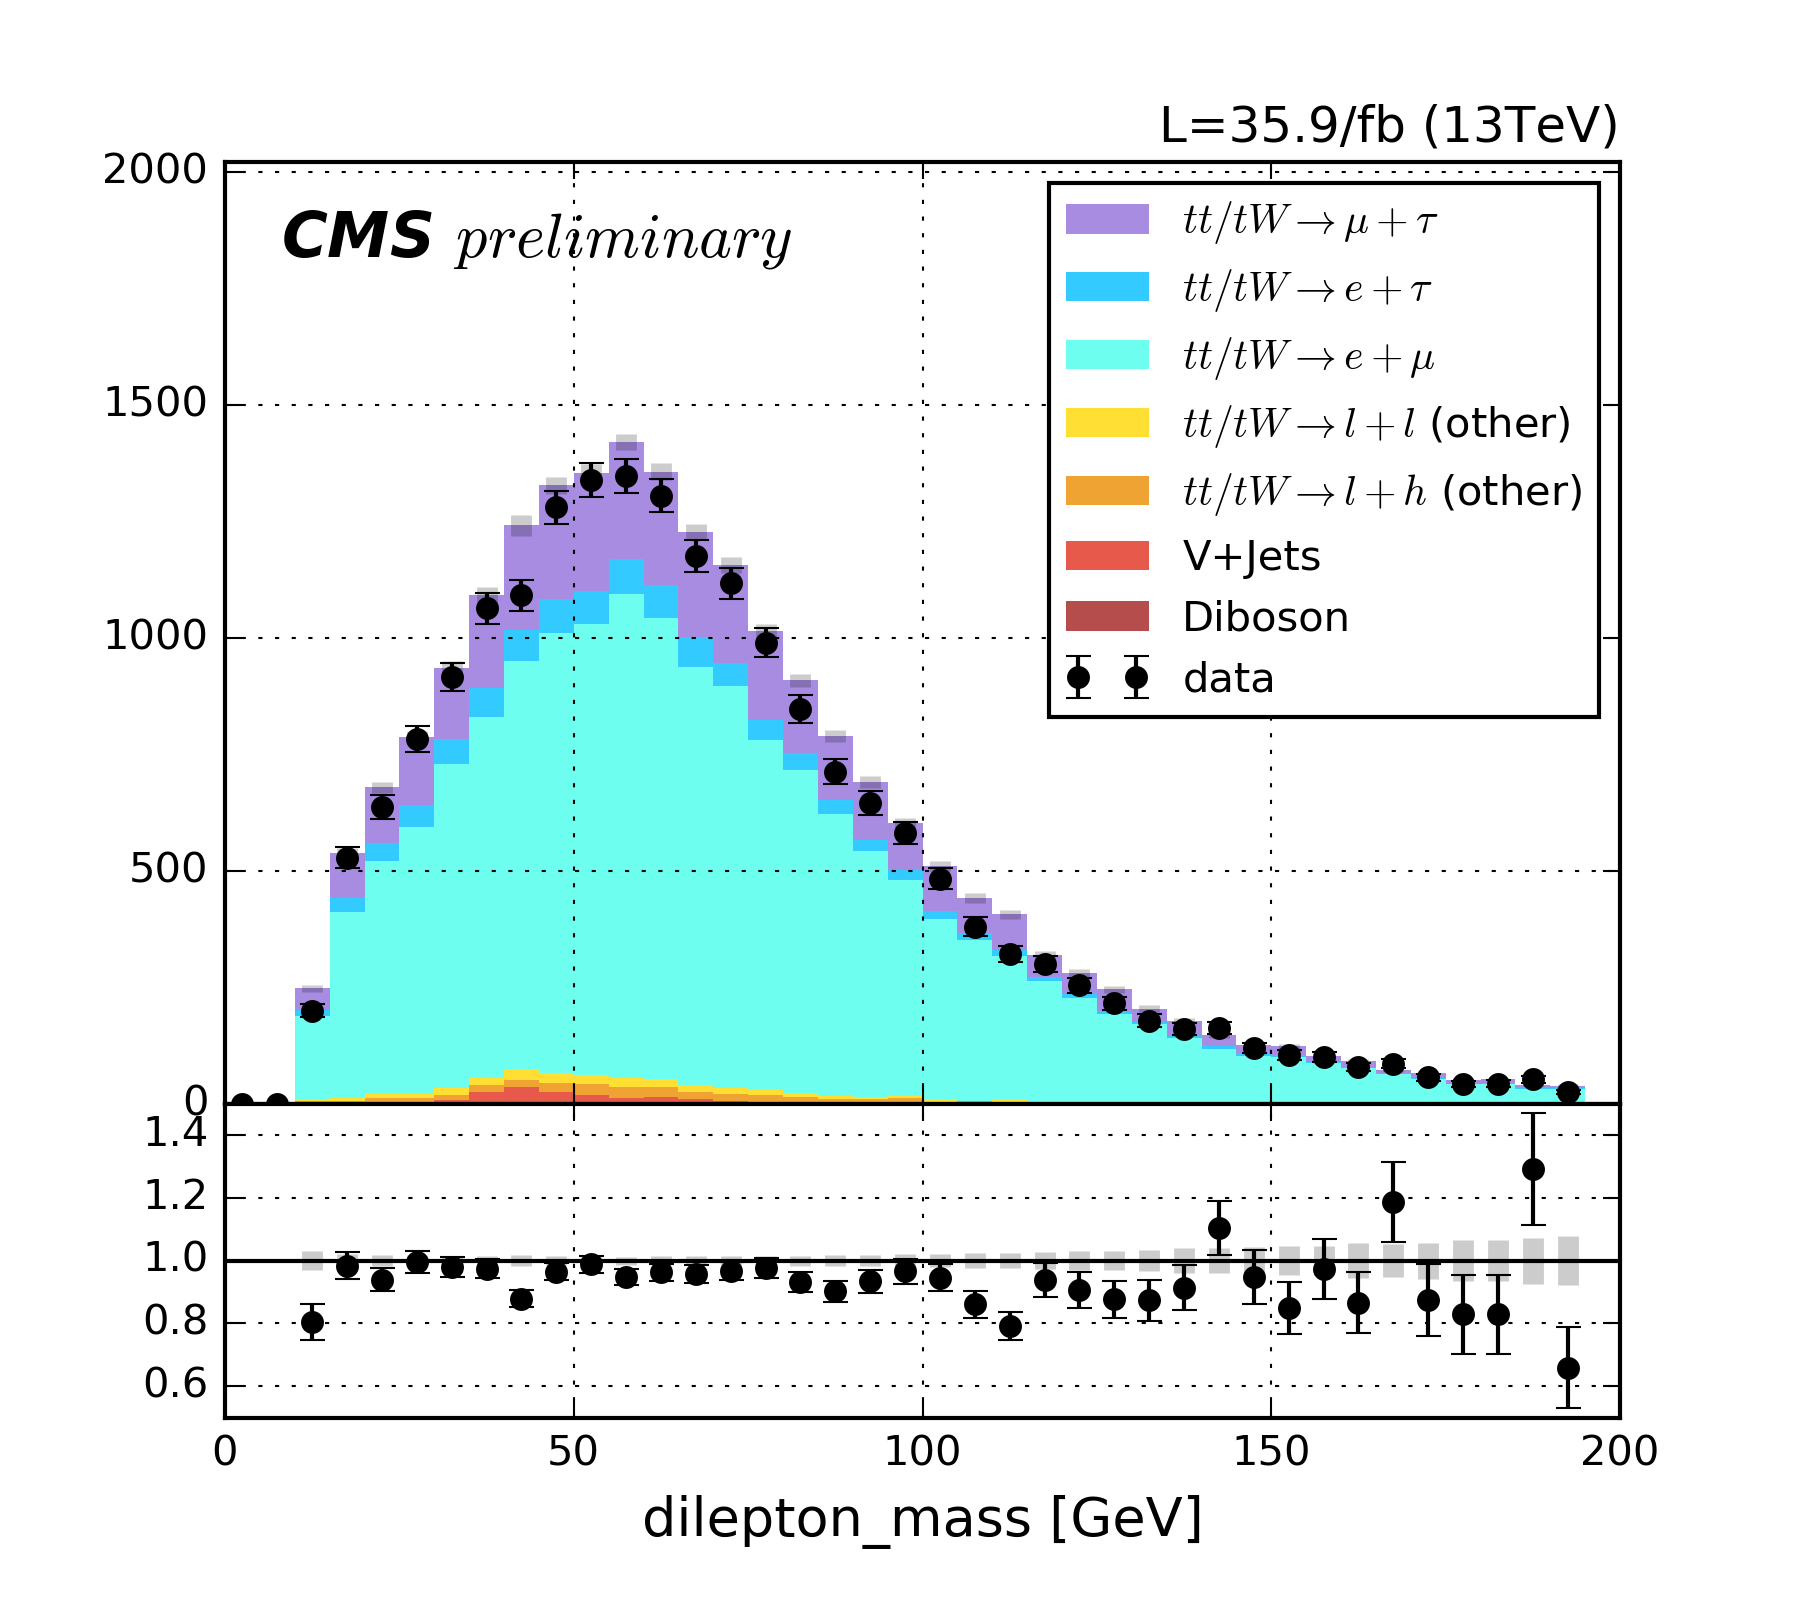 L=35.9/fb (13TeV)
2000
CMS preliminary
tt/tW→μ+τ
tt/tW→e+τ
tt/tW→e+μ
tt/tW→l+l (other)
tt/tW→l+h (other)
V+Jets
Diboson
data
1500
1000
500
0
1.4
1.2
1.0
0.8
0.6
0 50 100 150 200
dilepton_mass [GeV]